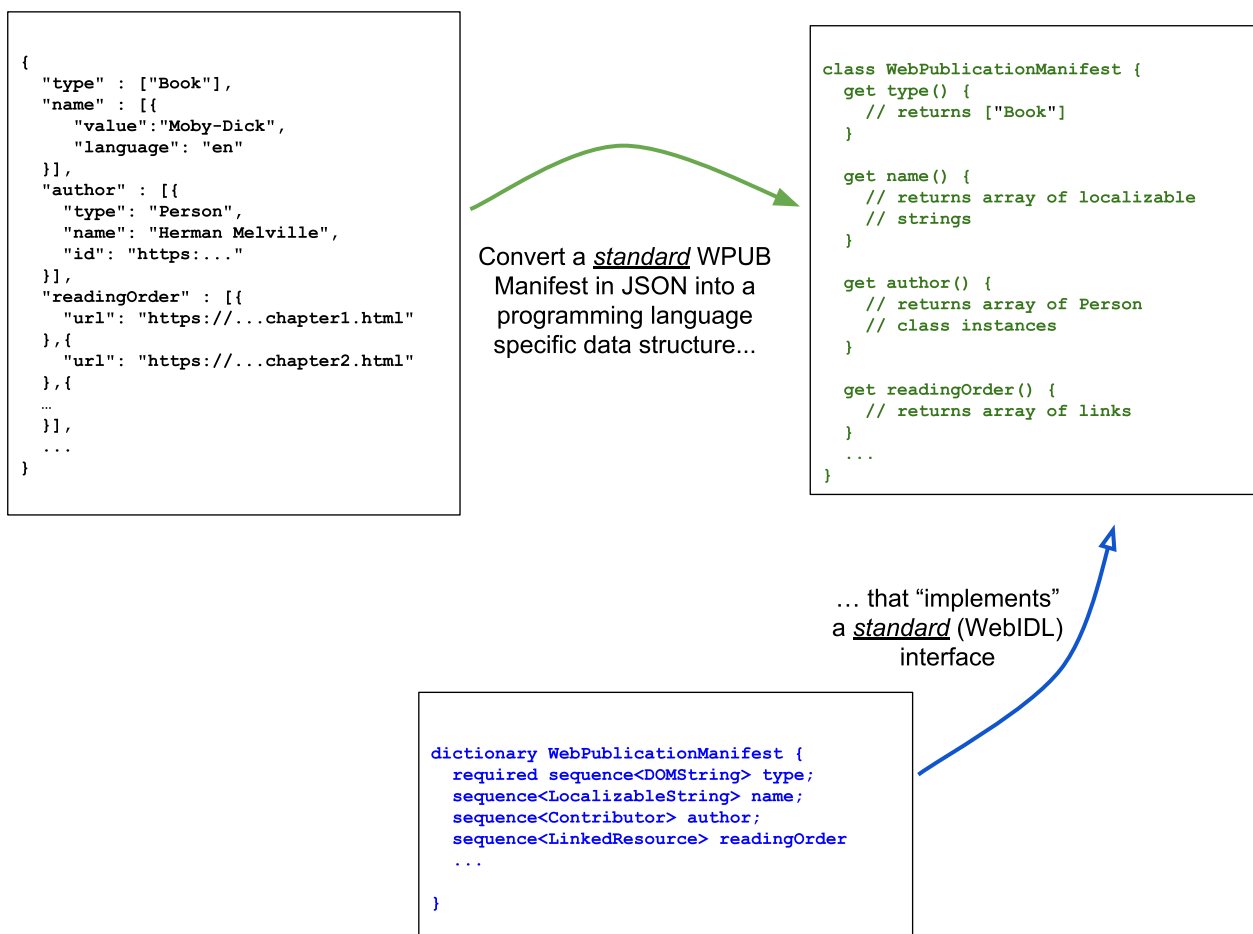 {
  "type" : ["Book"],
  "name" : [{
     "value":"Moby-Dick",
     "language": "en"
  }],
  "author" : [{
    "type": "Person",
    "name": "Herman Melville",
    "id": "https:..."
  }],
  "readingOrder" : [{
    "url": "https://...chapter1.html"
  },{
    "url": "https://...chapter2.html"
  },{
  …
  }],
  ...
}
Convert a standard WPUB
Manifest in JSON into a
programming language
specific data structure...
class WebPublicationManifest {
  get type() {
    // returns ["Book"]
  }

  get name() {
    // returns array of localizable
    // strings
  }

  get author() {
    // returns array of Person
    // class instances
  }

  get readingOrder() {
    // returns array of links
  }
  ...
}
… that “implements”
a standard (WebIDL)
interface
dictionary WebPublicationManifest {
  required sequence<DOMString> type;
  sequence<LocalizableString> name;
  sequence<Contributor> author;
  sequence<LinkedResource> readingOrder
  ...

}